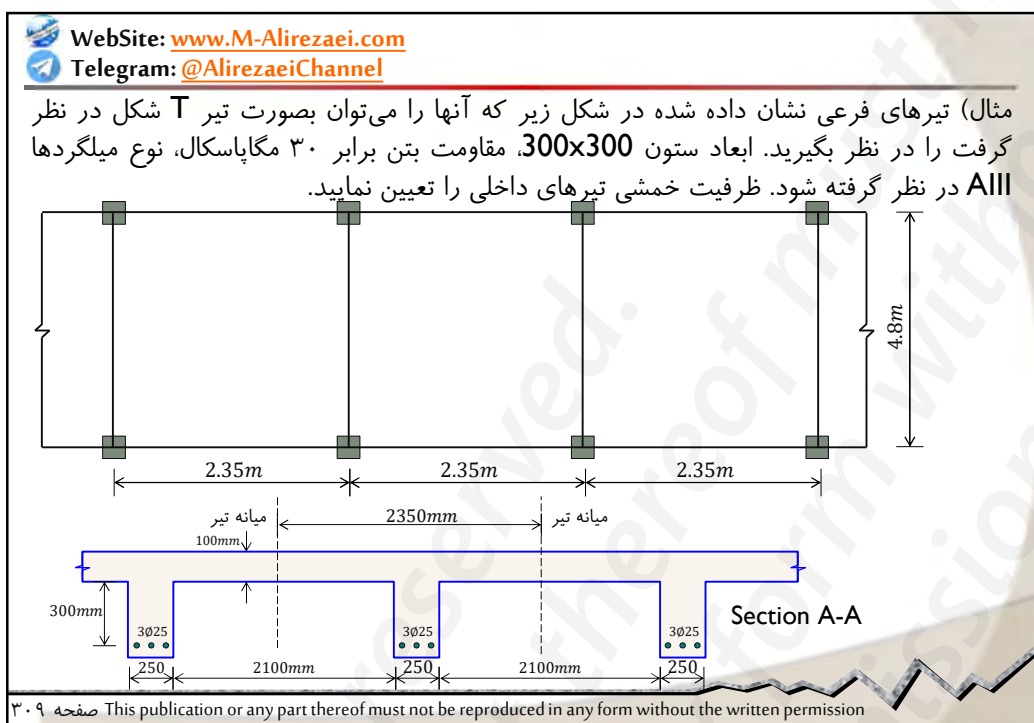 WebSite: www.M-Alirezaei.com
Telegram: @AlirezaeiChannel
مثال) تیرهای فرعی نشان داده شده در شکل زیر که آنها را می‌توان بصورت تیر T شکل در نظر
گرفت را در نظر بگیرید. ابعاد ستون 300x300، مقاومت بتن برابر ۳۰ مگاپاسکال، نوع میلگردها
AIII در نظر گرفته شود. ظرفیت خمشی تیرهای داخلی را تعیین نمایید.
4.8m
2.35m 2.35m 2.35m
میانه تیر 2350mm میانه تیر
100mm
300mm
Section A-A
3Ø25 3Ø25 3Ø25
250 2100mm 250 2100mm 250
صفحه ۳۰۹ This publication or any part thereof must not be reproduced in any form without the written permission